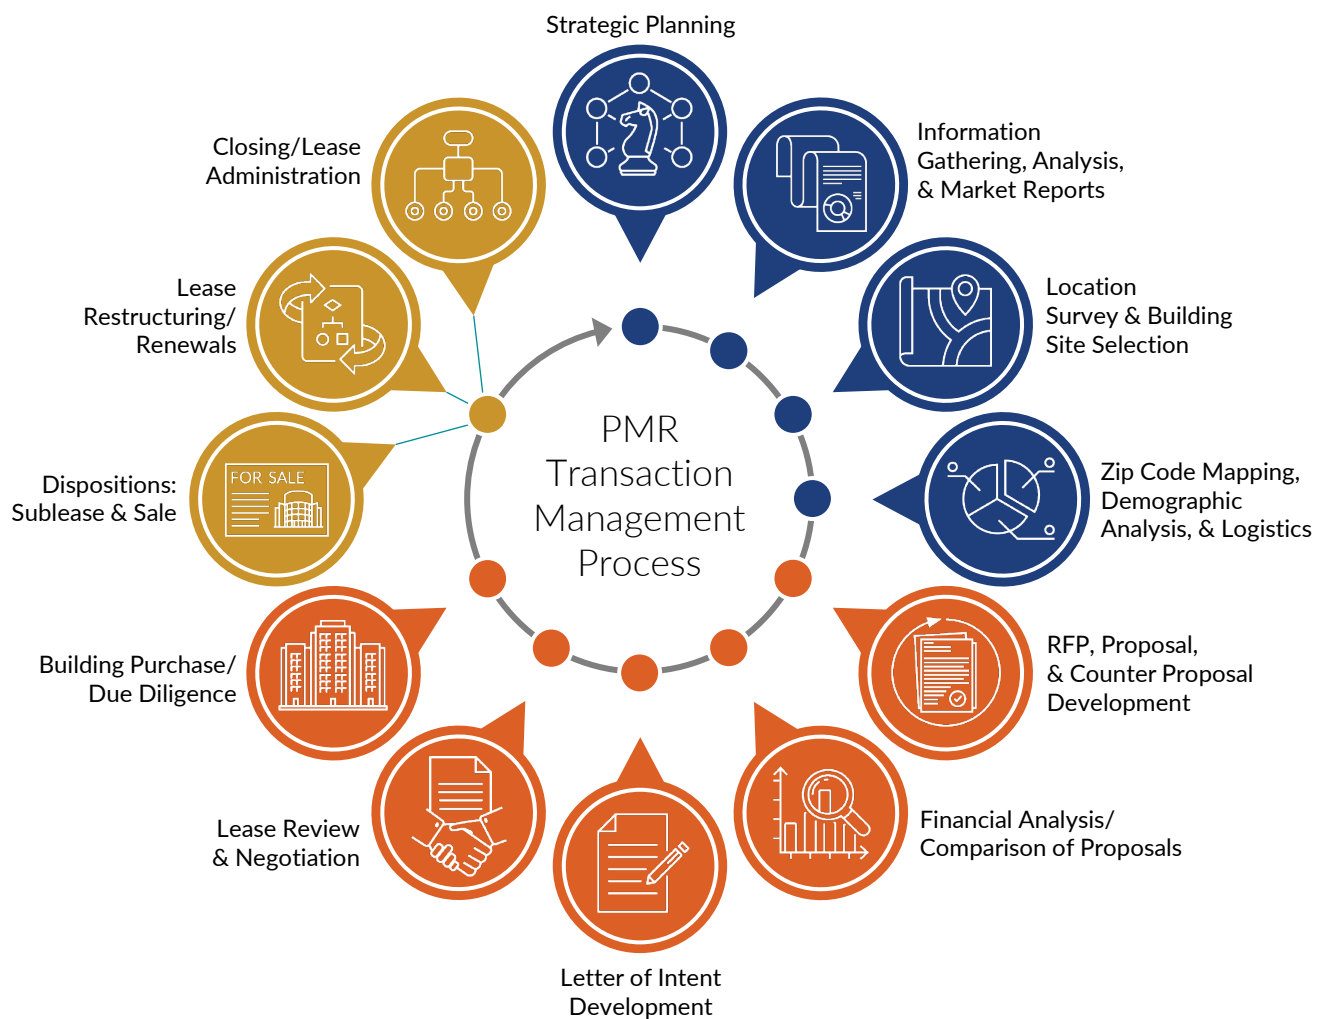 Strategic Planning
Information
Gathering, Analysis,
& Market Reports
Location
Survey & Building
Site Selection
Zip Code Mapping,
Demographic
Analysis, & Logistics
RFP, Proposal,
& Counter Proposal
Development
Financial Analysis/
Comparison of Proposals
Letter of Intent
Development
Lease Review
& Negotiation
Building Purchase/
Due Diligence
Dispositions:
Sublease & Sale
FOR SALE
Lease
Restructuring/
Renewals
Closing/Lease
Administration
PMR
Transaction
Management
Process